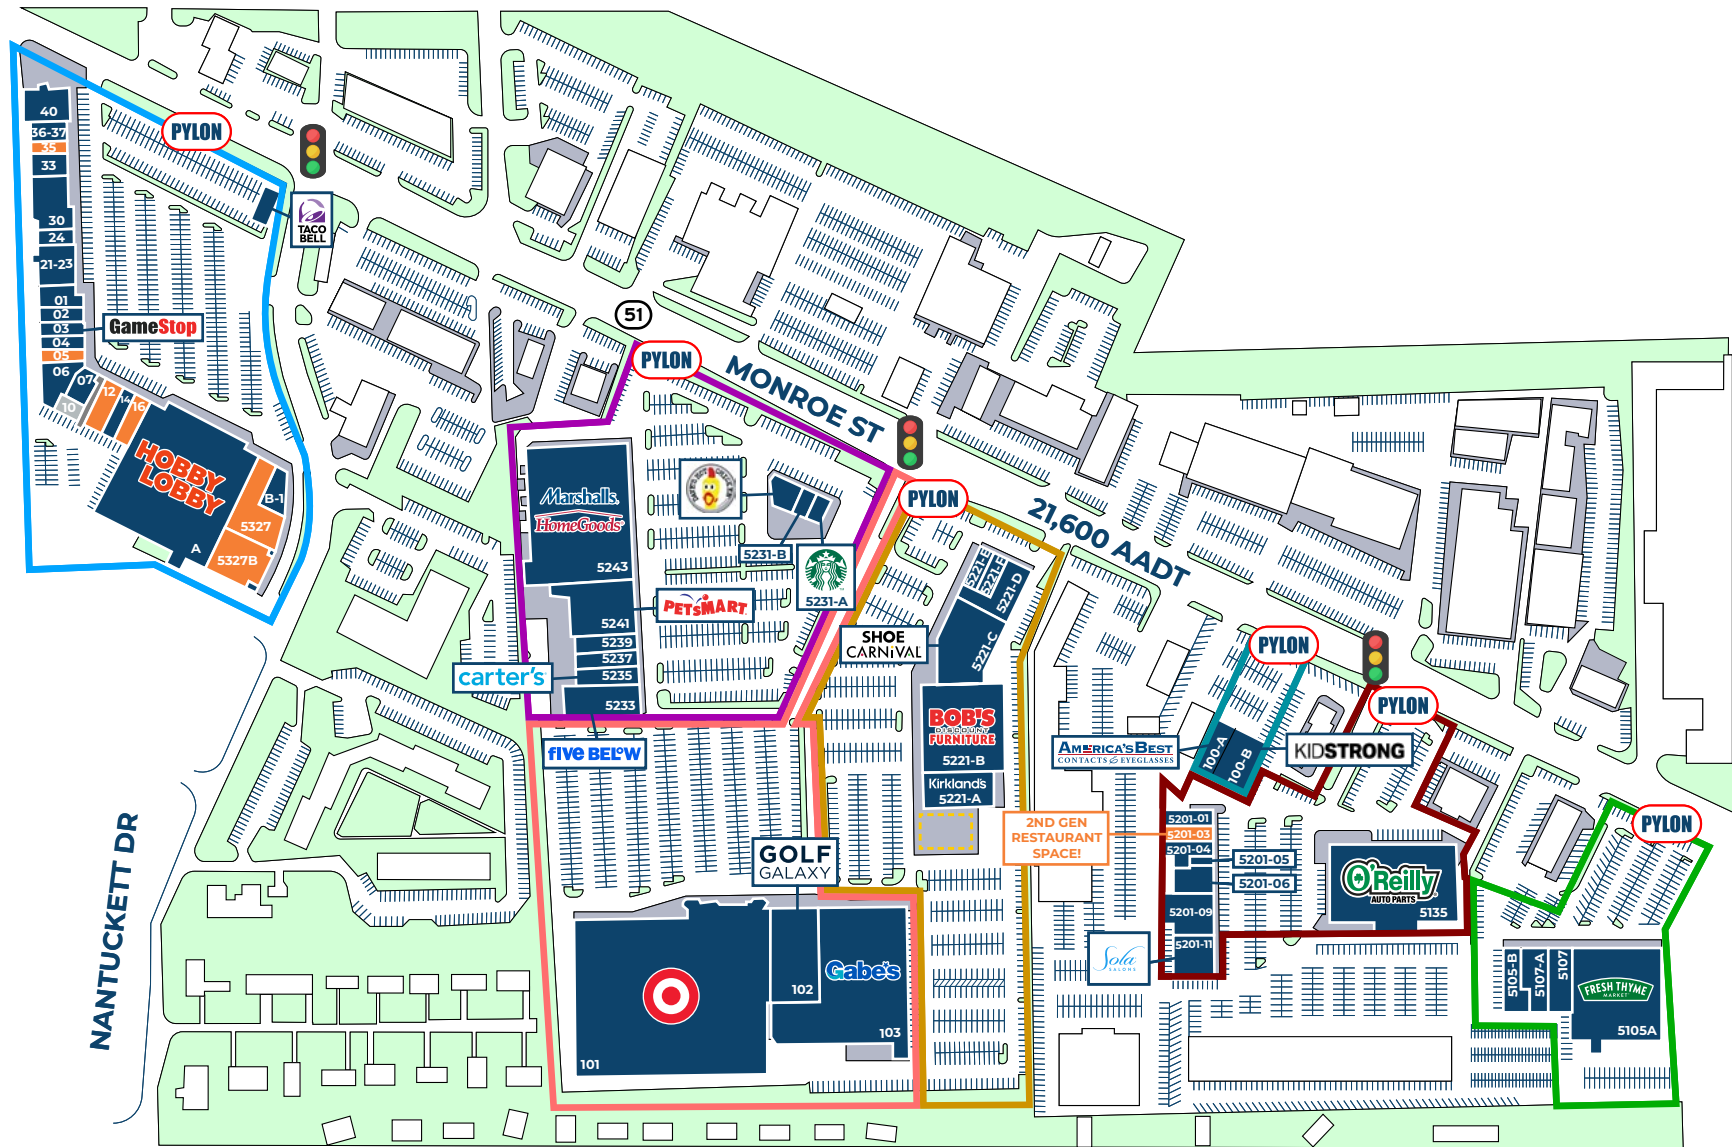 40
36-37
35
33
30
24
21-23
01
02
03
04
05
06
07
10
12
14
16
PYLON
TACO
BELL
GameStop
HOBBY
LOBBY
A
B-1
5327
5327B
NANTUCKETT DR
51
PYLON
MONROE ST
21,600 AADT
Marshalls.
HomeGoods
5243
PETSMART
5241
5239
5237
carter's
5235
5233
five BEL°W
5231-B
5231-A
PYLON
5221-E
5221-F
5221-D
SHOE
CARNiVAL
5221-C
BOB'S
DISCOUNT
FURNITURE
5221-B
Kirkland's
5221-A
GOLF
GALAXY
101
102
Gabe's
103
2ND GEN
RESTAURANT
SPACE!
PYLON
AMERICA'S BEST
CONTACTS & EYEGLASSES
100-A
100-B
KIDSTRONG
PYLON
5201-01
5201-03
5201-04
5201-05
5201-06
5201-09
5201-11
Sola
SALONS
O'Reilly
AUTO PARTS
5135
PYLON
5105-B
5107-A
5107
FRESH THYME
MARKET
5105A